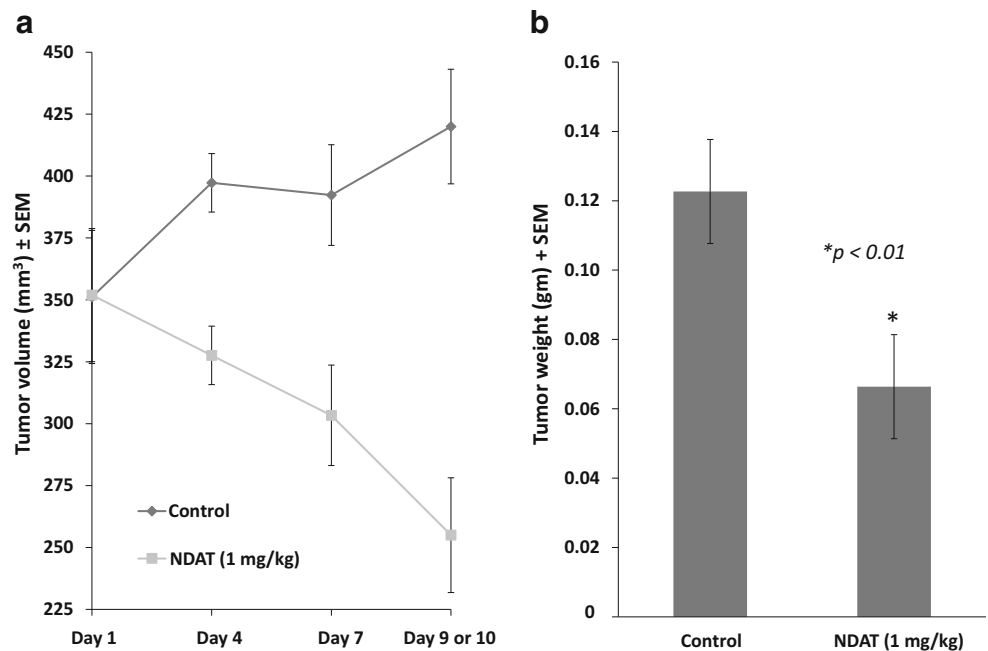 a
450
425
400
375
350
325
300
275
250
225
Tumor volume (mm³) ± SEM
Control
NDAT (1 mg/kg)
Day 1
Day 4
Day 7
Day 9 or 10
b
0.16
0.14
0.12
0.10
0.08
0.06
0.04
0.02
0
Tumor weight (gm) + SEM
*p < 0.01
*
Control
NDAT (1 mg/kg)